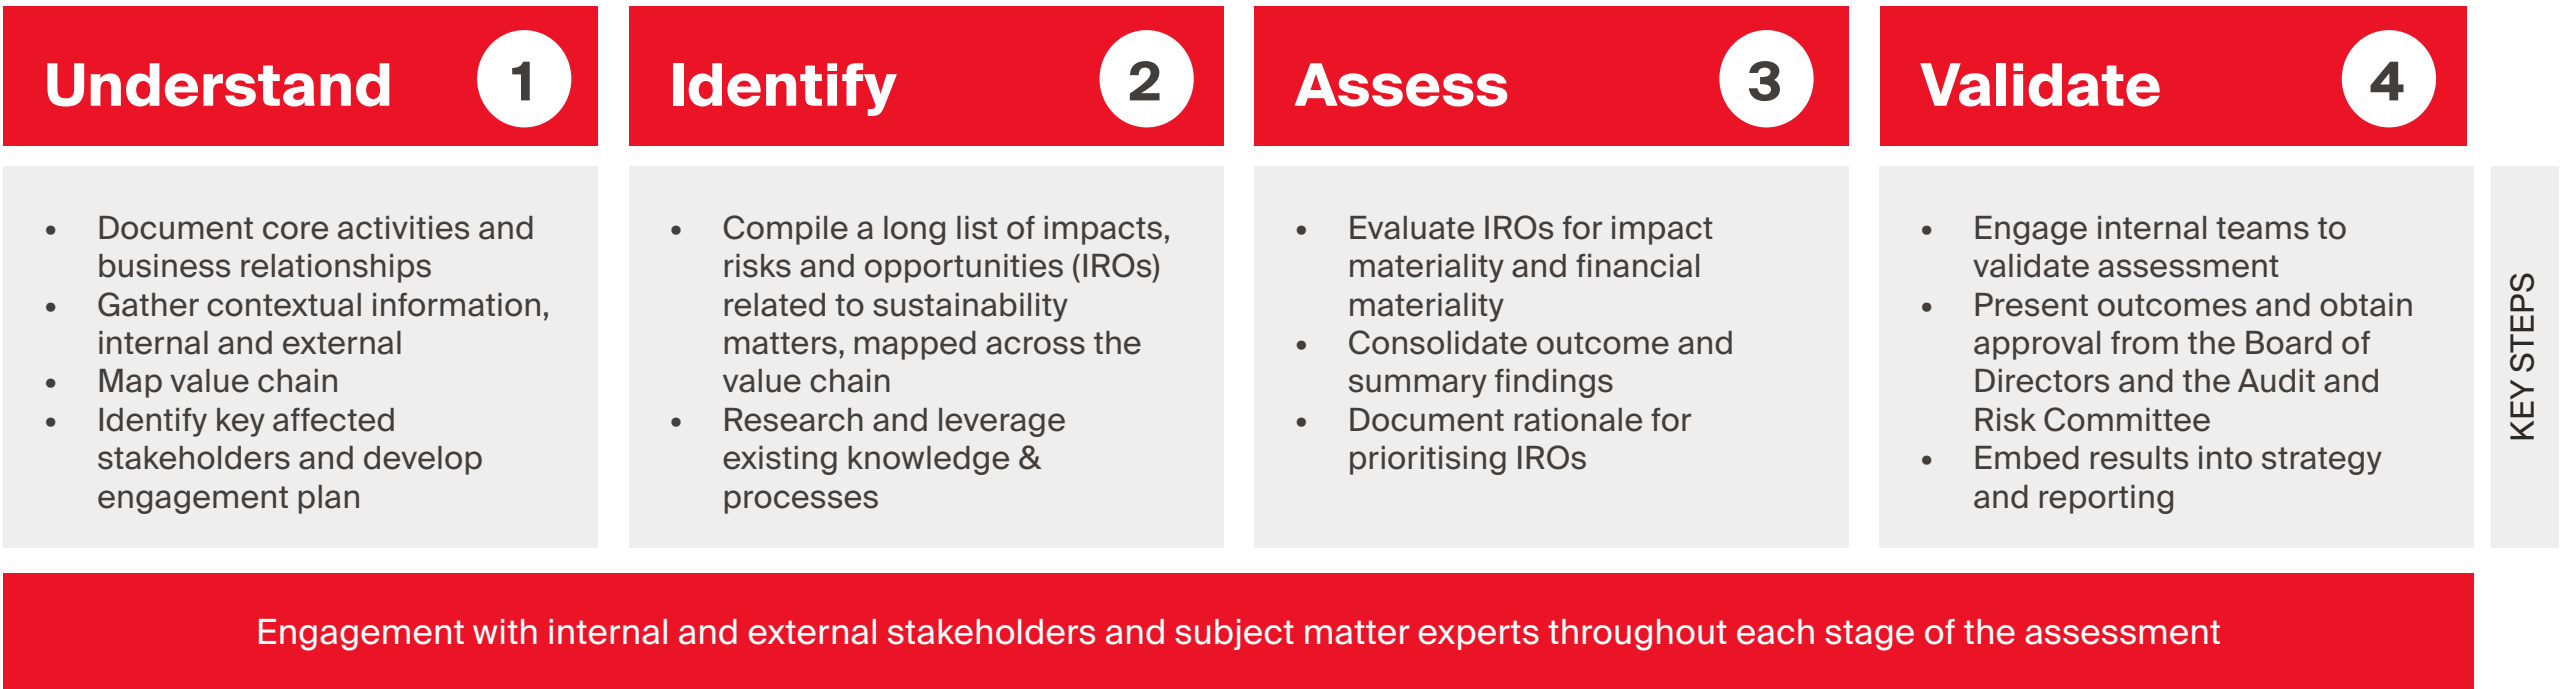 Understand 1
• Document core activities and
business relationships
• Gather contextual information,
internal and external
• Map value chain
• Identify key affected
stakeholders and develop
engagement plan
Identify 2
• Compile a long list of impacts,
risks and opportunities (IROs)
related to sustainability
matters, mapped across the
value chain
• Research and leverage
existing knowledge &
processes
Assess 3
• Evaluate IROs for impact
materiality and financial
materiality
• Consolidate outcome and
summary findings
• Document rationale for
prioritising IROs
Validate 4
• Engage internal teams to
validate assessment
• Present outcomes and obtain
approval from the Board of
Directors and the Audit and
Risk Committee
• Embed results into strategy
and reporting
KEY STEPS
Engagement with internal and external stakeholders and subject matter experts throughout each stage of the assessment